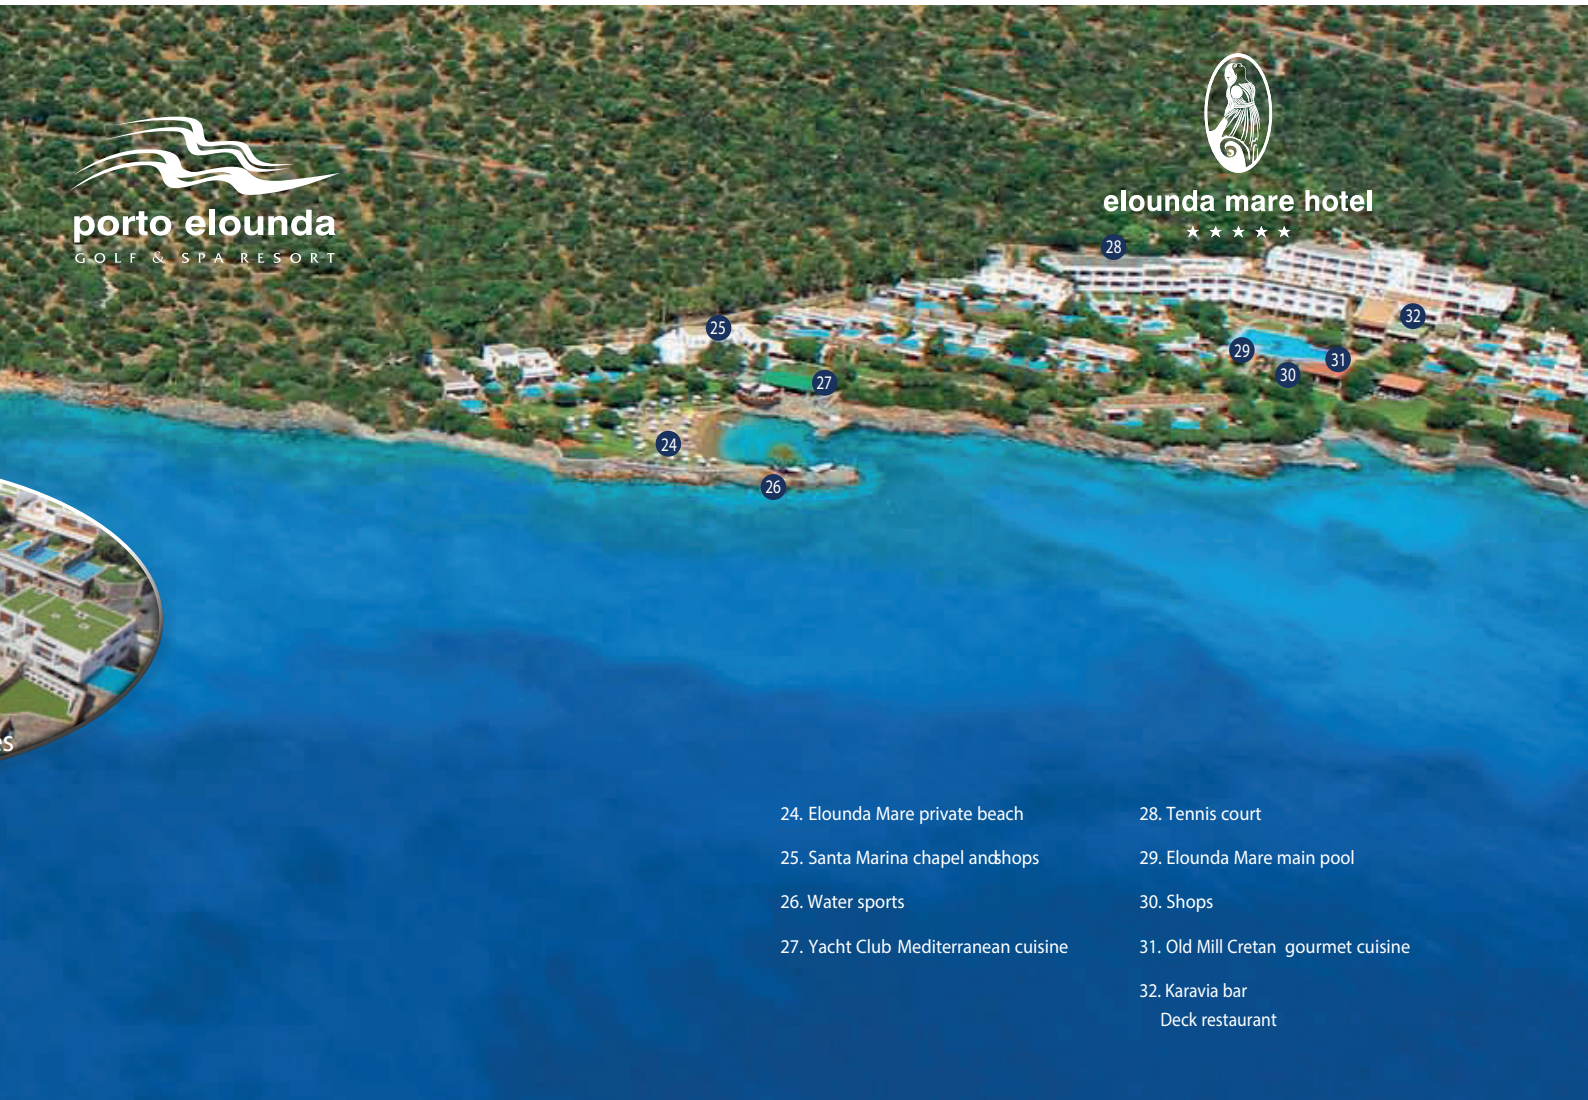 porto elounda
GOLF & SPA RESORT
elounda mare hotel
28
25
32
29
31
30
27
24
26
24. Elounda Mare private beach
25. Santa Marina chapel andshops
26. Water sports
27. Yacht Club Mediterranean cuisine
28. Tennis court
29. Elounda Mare main pool
30. Shops
31. Old Mill Cretan gourmet cuisine
32. Karavia bar
Deck restaurant